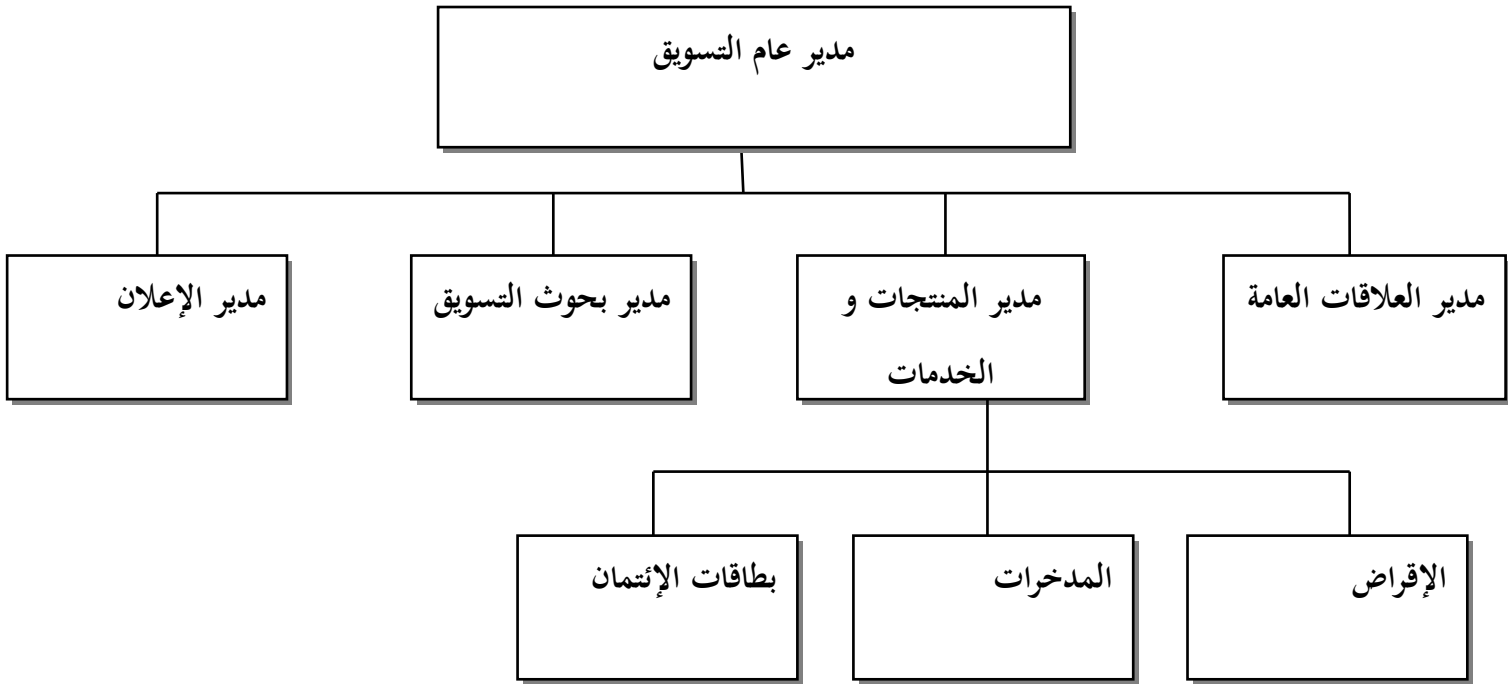 مدير عام التسويق
مدير العلاقات العامة
مدير المنتجات و
الخدمات
مدير بحوث التسويق
مدير الإعلان
الإقراض
المدخرات
بطاقات الإئتمان